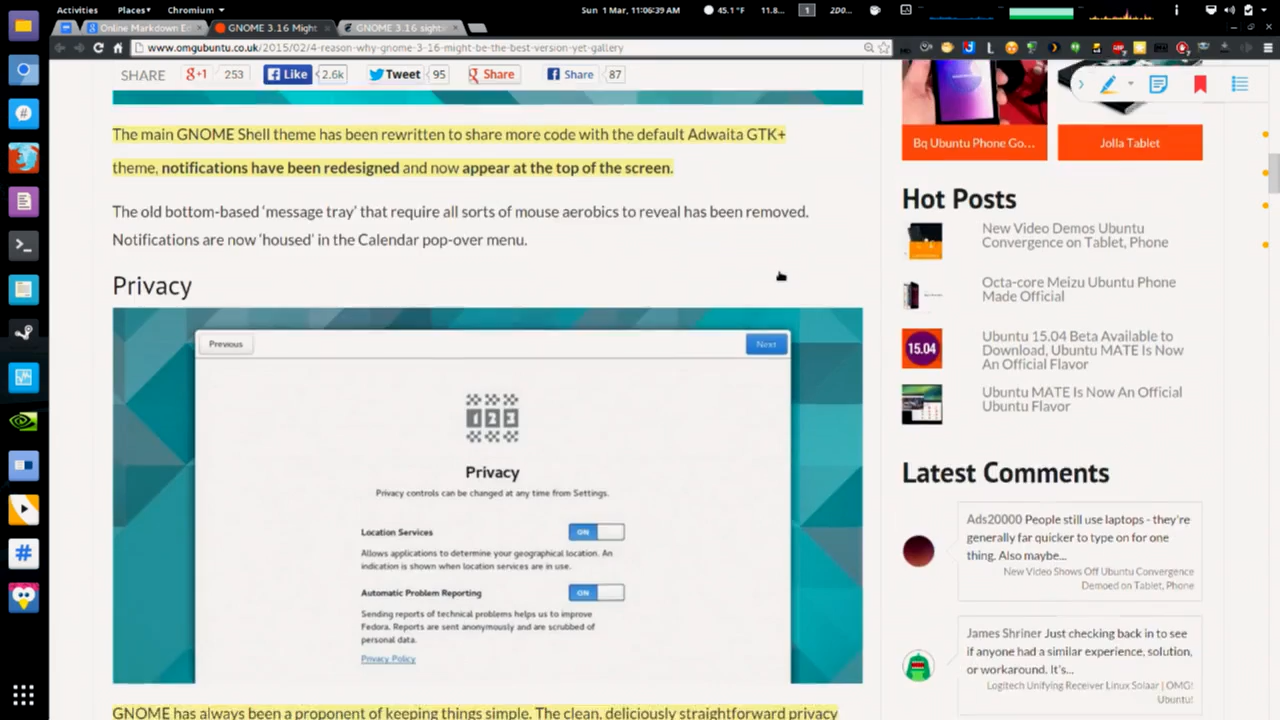 Activities Places Chromium Sun 1 Mar, 11:06:39 AM 45.1 °F 11.8... 1 200...
Online Markdown Ed GNOME 3.16 Might GNOME 3.16 sight
www.omgubuntu.co.uk/2015/02/4-reason-why-gnome-3-16-might-be-the-best-version-yet-gallery
SHARE +1 253 Like 2.6k Tweet 95 Share Share 87
The main GNOME Shell theme has been rewritten to share more code with the default Adwaita GTK+
theme, notifications have been redesigned and now appear at the top of the screen.
The old bottom-based ‘message tray’ that require all sorts of mouse aerobics to reveal has been removed.
Notifications are now ‘housed’ in the Calendar pop-over menu.
Privacy
Previous Next
123
Privacy
Privacy controls can be changed at any time from Settings.
Location Services ON
Allows applications to determine your geographical location. An
indication is shown when location services are in use.
Automatic Problem Reporting ON
Sending reports of technical problems helps us to improve
Fedora. Reports are sent anonymously and are scrubbed of
personal data.
Privacy Policy
GNOME has always been a proponent of keeping things simple. The clean, deliciously straightforward privacy
Bq Ubuntu Phone Go... Jolla Tablet
Hot Posts
New Video Demos Ubuntu
Convergence on Tablet, Phone
Octa-core Meizu Ubuntu Phone
Made Official
15.04
Ubuntu 15.04 Beta Available to
Download, Ubuntu MATE Is Now
An Official Flavor
Ubuntu MATE Is Now An Official
Ubuntu Flavor
Latest Comments
Ads20000 People still use laptops - they're
generally far quicker to type on for one
thing. Also maybe...
New Video Shows Off Ubuntu Convergence
Demoed on Tablet, Phone
James Shriner Just checking back in to see
if anyone had a similar experience, solution,
or workaround. It's...
Logitech Unifying Receiver Linux Solaar | OMG!
Ubuntu!